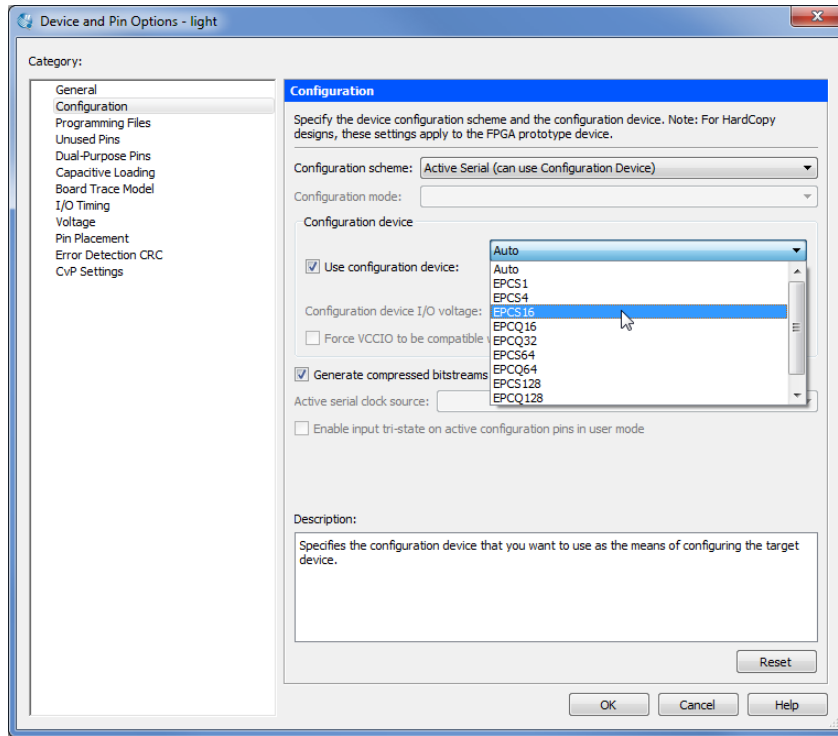 Device and Pin Options - light
Category:
General
Configuration
Programming Files
Unused Pins
Dual-Purpose Pins
Capacitive Loading
Board Trace Model
I/O Timing
Voltage
Pin Placement
Error Detection CRC
CvP Settings
Configuration
Specify the device configuration scheme and the configuration device. Note: For HardCopy
designs, these settings apply to the FPGA prototype device.
Configuration scheme: Active Serial (can use Configuration Device)
Configuration mode:
Configuration device
Use configuration device: Auto
Auto
EPCS1
EPCS4
Configuration device I/O voltage: EPCS16
EPCQ16
Force VCCIO to be compatible EPCQ32
EPCS64
Generate compressed bitstreams EPCQ64
EPCS128
Active serial clock source: EPCQ128
Enable input tri-state on active configuration pins in user mode
Description:
Specifies the configuration device that you want to use as the means of configuring the target
device.
Reset
OK Cancel Help